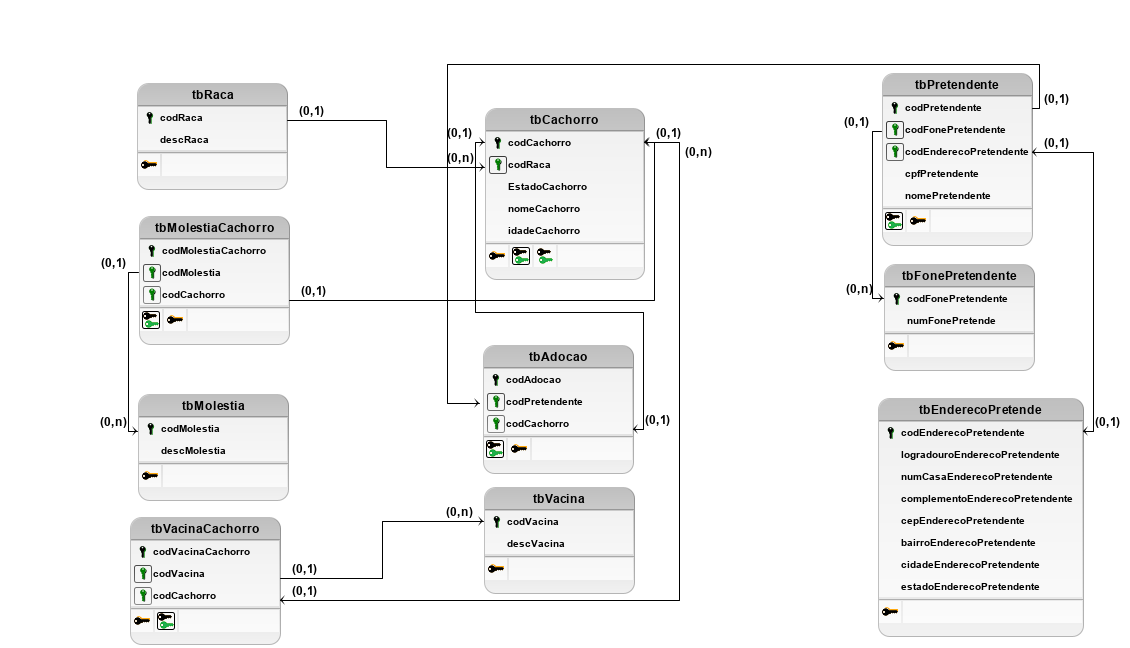 tbRaca
codRaca
descRaca
(0,1)
tbMolestiaCachorro
codMolestiaCachorro
codMolestia
codCachorro
(0,1)
(0,1)
tbMolestia
codMolestia
descMolestia
(0,n)
tbVacinaCachorro
codVacinaCachorro
codVacina
codCachorro
(0,1)
(0,1)
tbCachorro
codCachorro
codRaca
EstadoCachorro
nomeCachorro
idadeCachorro
(0,1)
(0,n)
(0,1)
(0,n)
tbAdocao
codAdocao
codPretendente
codCachorro
(0,1)
tbVacina
codVacina
descVacina
(0,n)
tbPretendente
codPretendente
codFonePretendente
codEnderecoPretendente
cpfPretendente
nomePretendente
(0,1)
(0,1)
(0,1)
tbFonePretendente
codFonePretendente
numFonePretende
(0,n)
tbEnderecoPretende
codEnderecoPretendente
logradouroEnderecoPretendente
numCasaEnderecoPretendente
complementoEnderecoPretendente
cepEnderecoPretendente
bairroEnderecoPretendente
cidadeEnderecoPretendente
estadoEnderecoPretendente
(0,1)